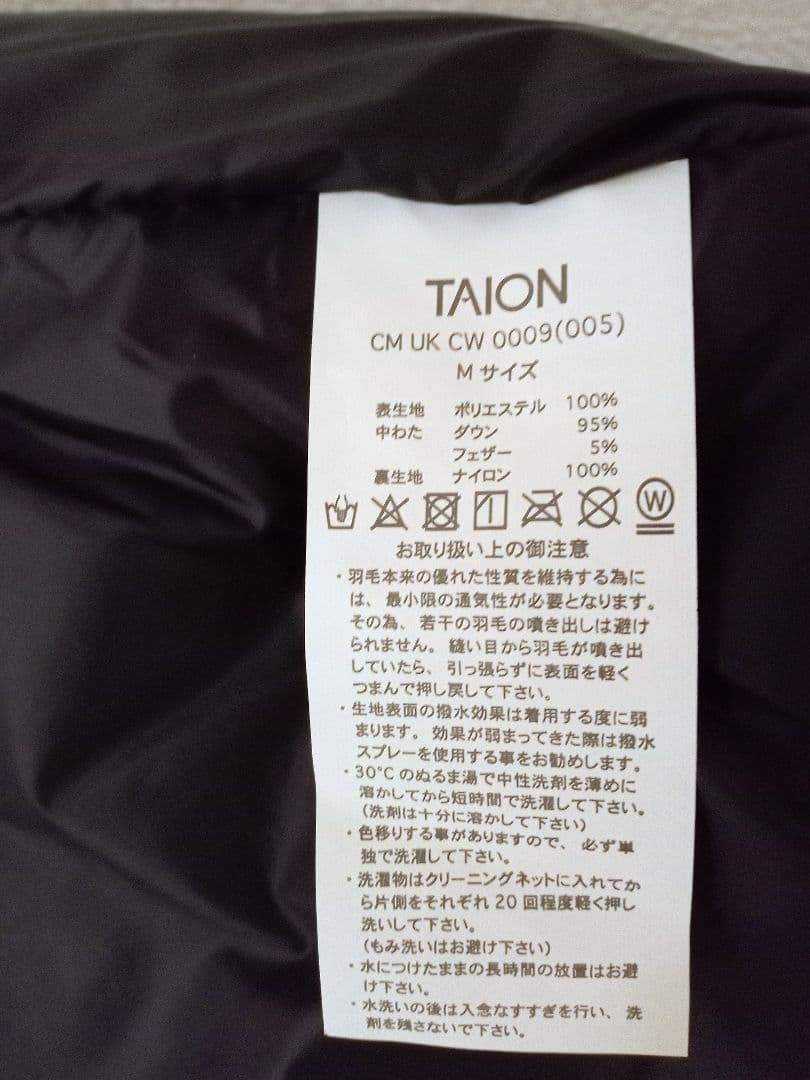 TAION
CM UK CW 0009(005)
M サイズ
表生地 ポリエステル 100%
中わた ダウン 95%
フェザー 5%
裏生地 ナイロン 100%
W
お取り扱い上の御注意
・羽毛本来の優れた性質を維持する為に
は、最小限の通気性が必要となります。
その為、若干の羽毛の噴き出しは避け
られません。縫い目から羽毛が噴き出
していたら、引っ張らずに表面を軽く
つまんで押し戻して下さい。
・生地表面の撥水効果は着用する度に弱
まります。効果が弱まってきた際は撥水
スプレーを使用する事をお勧めします。
・30°Cのぬるま湯で中性洗剤を薄めに
溶かしてから短時間で洗濯して下さい。
(洗剤は十分に溶かして下さい)
・色移りする事がありますので、必ず単
独で洗濯して下さい。
・洗濯物はクリーニングネットに入れてか
ら片側をそれぞれ20回程度軽く押し
洗いして下さい。
(もみ洗いはお避け下さい)
・水につけたままの長時間の放置はお避
け下さい。
・水洗いの後は入念なすすぎを行い、洗
剤を残さないで下さい。